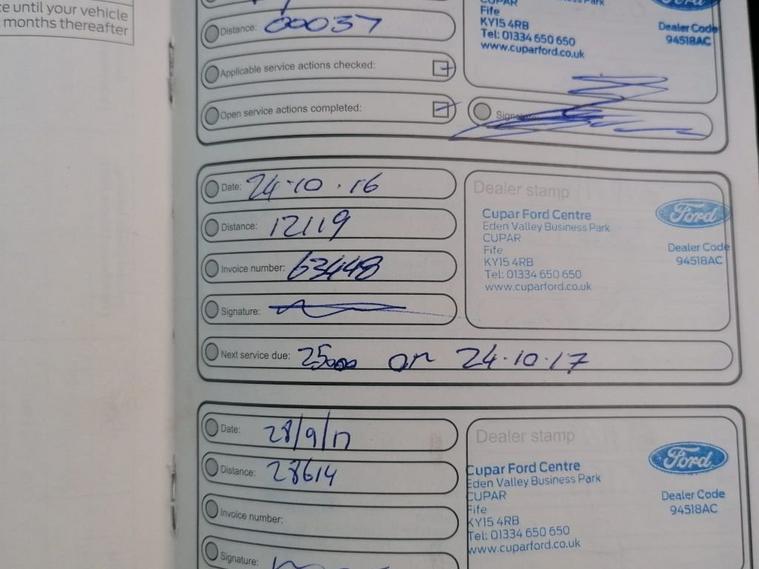 e until your vehicle
months thereafter
Distance: 00037
Applicable service actions checked:
Open service actions completed:
Fife
KY15 4RB
Tel: 01334 650 650
www.cuparford.co.uk
Dealer Code
94518AC
Date: 24.10.16
Distance: 12119
Invoice number: 63448
Signature:
Next service due: 25000 or 24.10.17
Dealer stamp
Cupar Ford Centre
Eden Valley Business Park
CUPAR
Fife
KY15 4RB
Tel: 01334 650 650
www.cuparford.co.uk
Ford
Dealer Code
94518AC
Date: 28/9/17
Distance: 28614
Invoice number:
Signature:
Dealer stamp
Cupar Ford Centre
Eden Valley Business Park
CUPAR
Fife
KY15 4RB
Tel: 01334 650 650
www.cuparford.co.uk
Ford
Dealer Code
94518AC